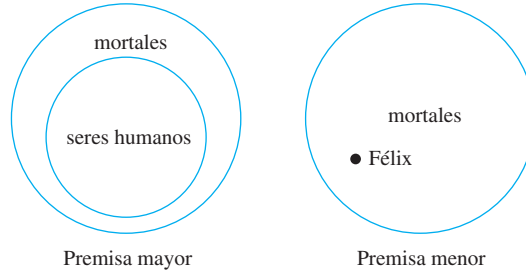 mortales
seres humanos
Premisa mayor
mortales
Félix
Premisa menor